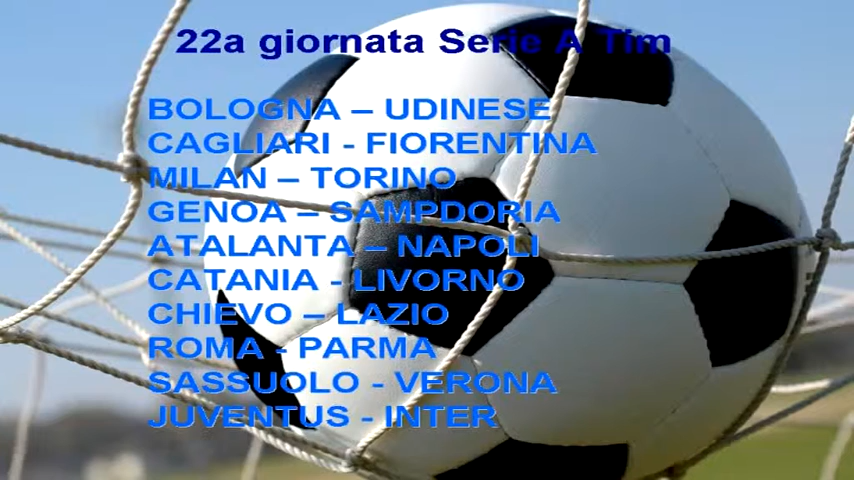 22a giornata Serie A Tim
BOLOGNA – UDINESE
CAGLIARI - FIORENTINA
MILAN – TORINO
GENOA – SAMPDORIA
ATALANTA – NAPOLI
CATANIA - LIVORNO
CHIEVO – LAZIO
ROMA - PARMA
SASSUOLO - VERONA
JUVENTUS - INTER